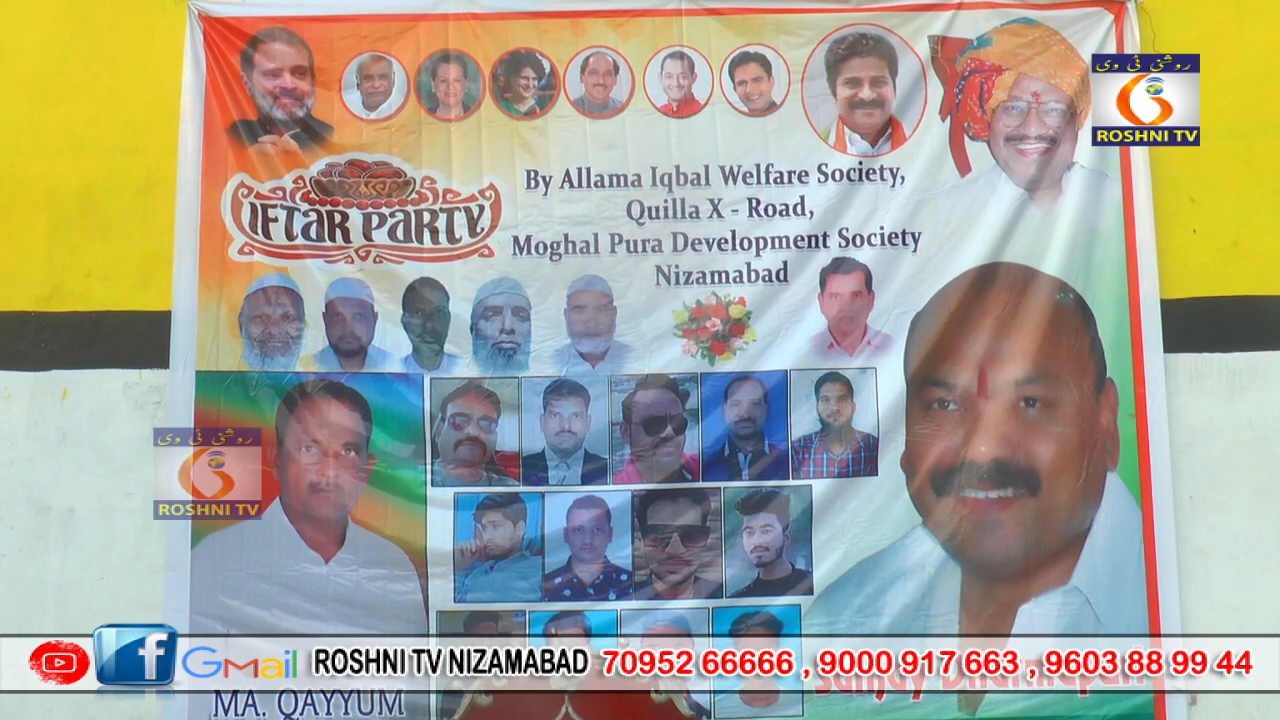 روشنی ٹی وی
ROSHNI TV
IFTAR PARTY
By Allama Iqbal Welfare Society,
Quilla X - Road,
Moghal Pura Development Society
Nizamabad
روشنی ٹی وی
ROSHNI TV
Gmail ROSHNI TV NIZAMABAD 70952 66666 , 9000 917 663 , 9603 88 99 44
f
MA. QAYYUM
Sanjay